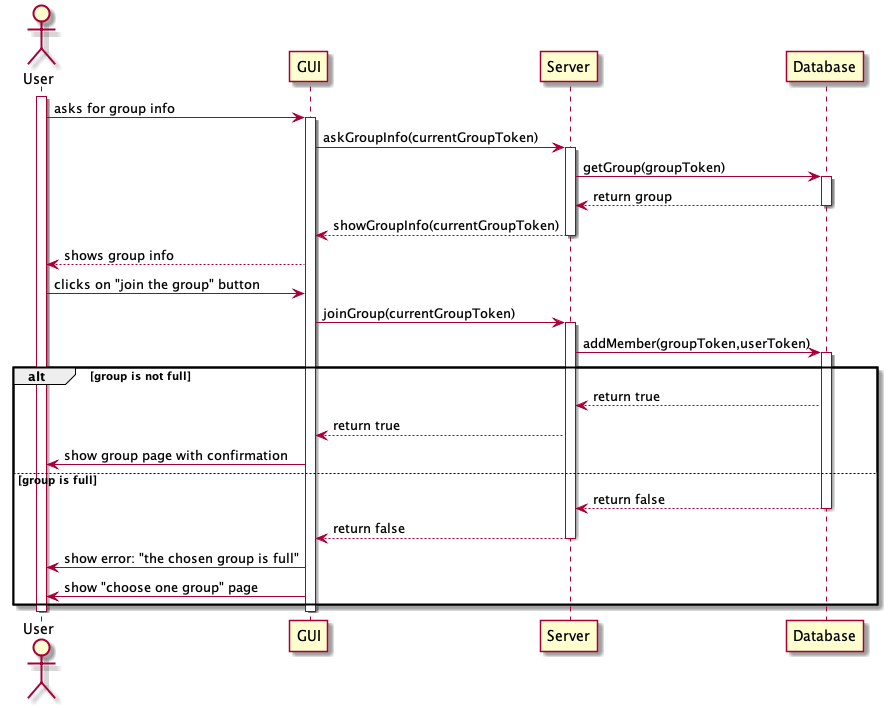 User
GUI
Server
Database
asks for group info
askGroupInfo(currentGroupToken)
getGroup(groupToken)
return group
showGroupInfo(currentGroupToken)
shows group info
clicks on "join the group" button
joinGroup(currentGroupToken)
addMember(groupToken,userToken)
alt
[group is not full]
return true
return true
show group page with confirmation
[group is full]
return false
return false
show error: "the chosen group is full"
show "choose one group" page
User
GUI
Server
Database